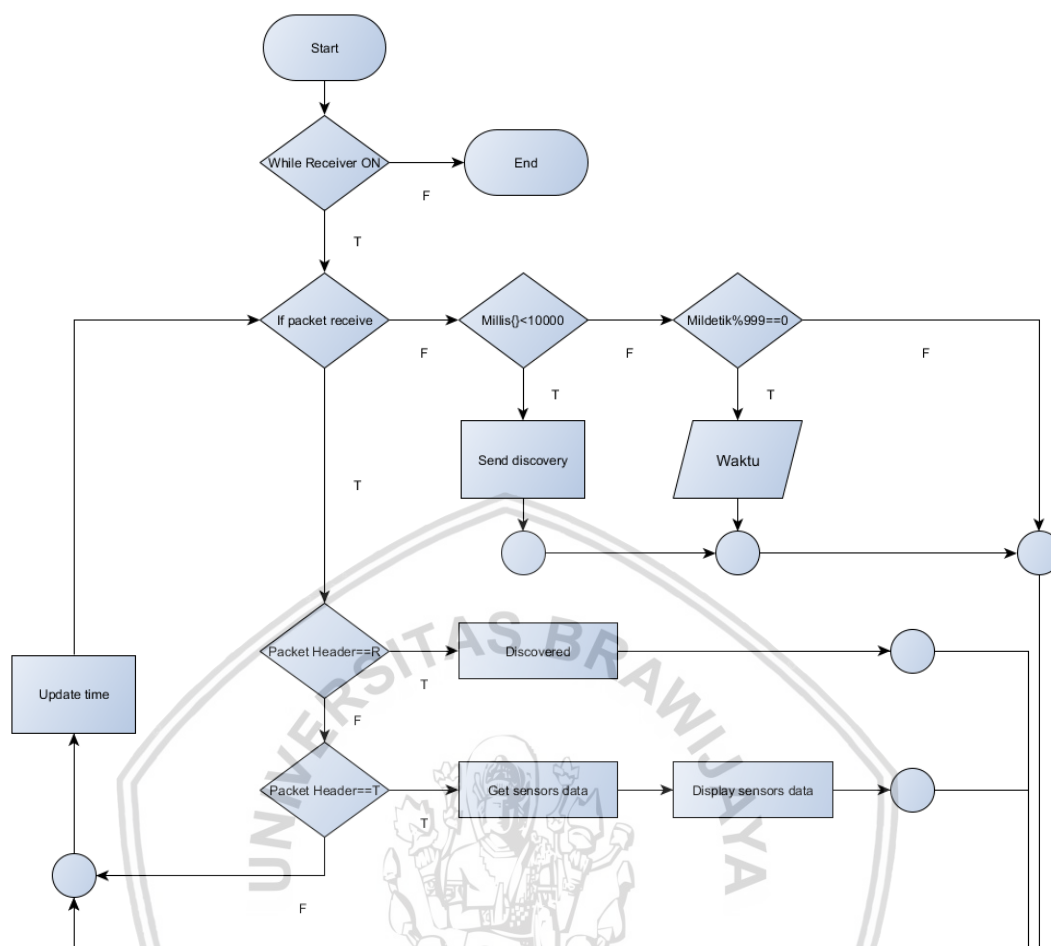 Start
While Receiver ON
End
F
T
If packet receive
Millis{}<10000
Mildetik%999==0
F
F
F
T
T
Send discovery
Waktu
T
Packet Header==R
Discovered
T
Update time
F
Packet Header==T
Get sensors data
Display sensors data
T
F
UNIVERSITAS BRAWIJAYA